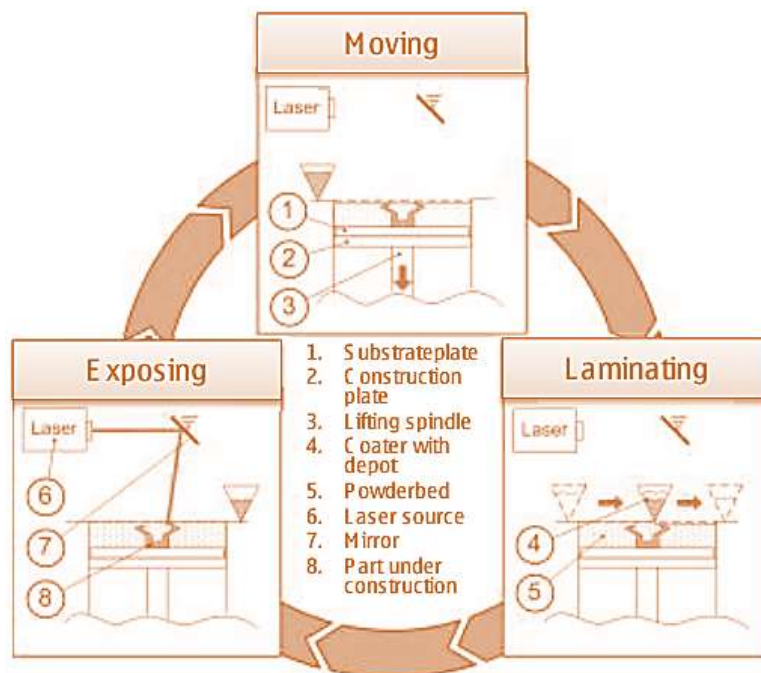 Moving
Laser
1
2
3
Exposing
Laser
6
7
8
1. Substrateplate
2. Construction
plate
3. Lifting spindle
4. Coater with
depot
5. Powderbed
6. Laser source
7. Mirror
8. Part under
construction
Laminating
Laser
4
5